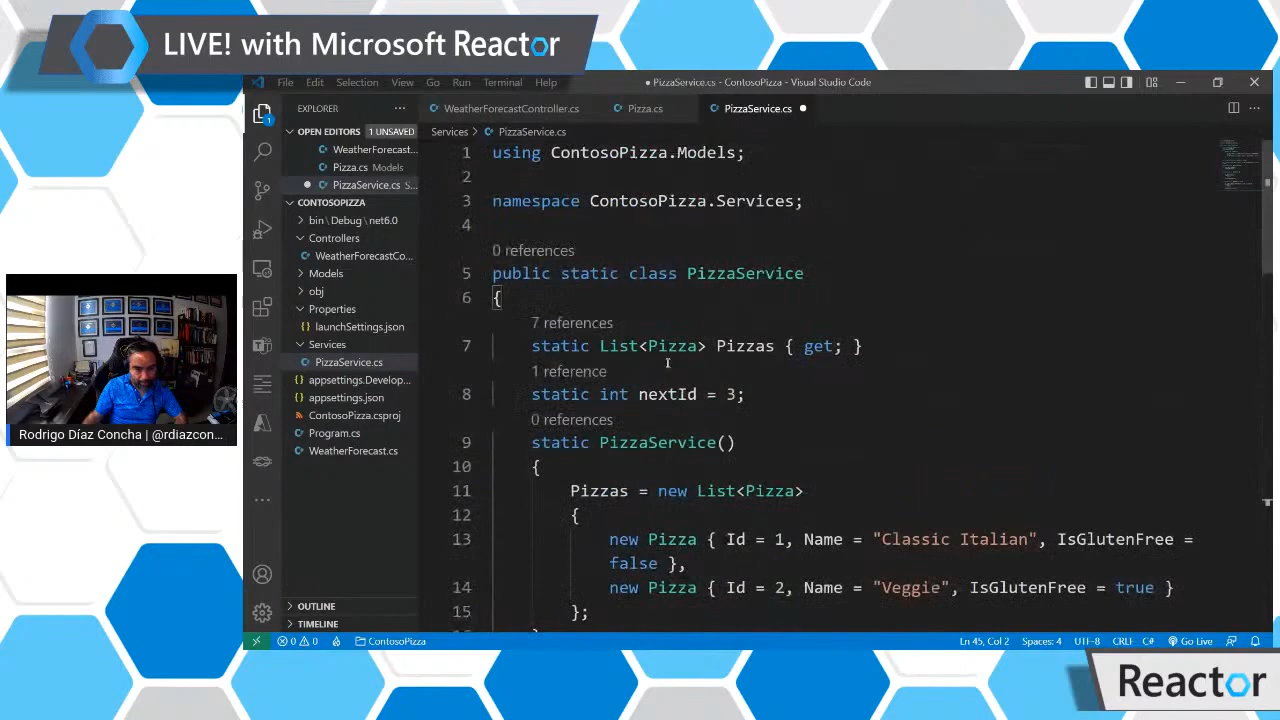 LIVE! with Microsoft Reactor
File Edit Selection View Go Run Terminal Help
● PizzaService.cs - ContosoPizza - Visual Studio Code
EXPLORER
WeatherForecastController.cs
Pizza.cs
PizzaService.cs
OPEN EDITORS 1 UNSAVED
WeatherForecast...
Pizza.cs Models
PizzaService.cs S...
CONTOSOPIZZA
bin\Debug\net6.0
Controllers
WeatherForecastCo...
Models
obj
Properties
launchSettings.json
Services
PizzaService.cs
appsettings.Develop...
appsettings.json
ContosoPizza.csproj
Program.cs
WeatherForecast.cs
OUTLINE
TIMELINE
Services > PizzaService.cs
1 using ContosoPizza.Models;
2
3 namespace ContosoPizza.Services;
4
0 references
5 public static class PizzaService
6 {
7 references
7 static List<Pizza> Pizzas { get; }
1 reference
8 static int nextId = 3;
0 references
9 static PizzaService()
10 {
11 Pizzas = new List<Pizza>
12 {
13 new Pizza { Id = 1, Name = "Classic Italian", IsGlutenFree =
false },
14 new Pizza { Id = 2, Name = "Veggie", IsGlutenFree = true }
15 };
Rodrigo Díaz Concha | @rdiazcon...
0 0 ContosoPizza
Ln 45, Col 2 Spaces: 4 UTF-8 CRLF C# Go Live
Reactor